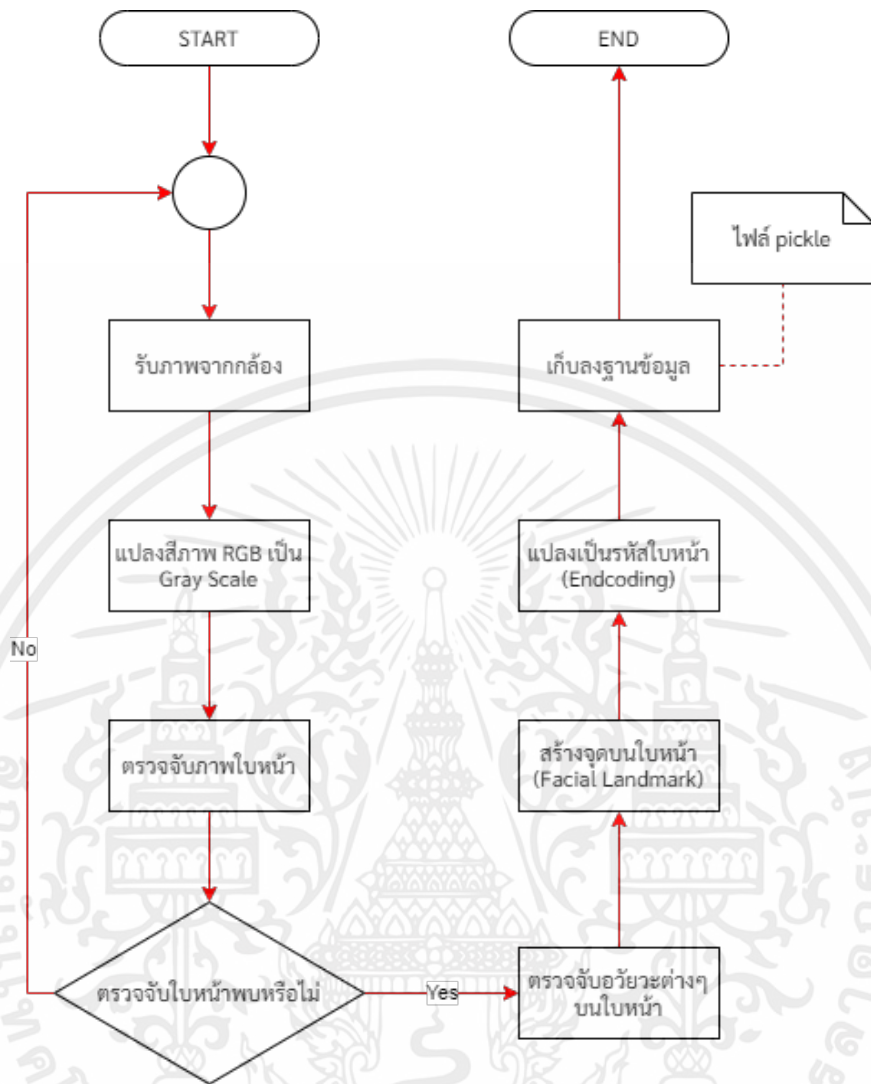 START
รับภาพจากกล้อง
แปลงสีภาพ RGB เป็น
Gray Scale
ตรวจจับภาพใบหน้า
ตรวจจับใบหน้าพบหรือไม่
No
Yes
ตรวจจับอวัยวะต่างๆ
บนใบหน้า
สร้างจุดบนใบหน้า
(Facial Landmark)
แปลงเป็นรหัสใบหน้า
(Endcoding)
เก็บลงฐานข้อมูล
ไฟล์ pickle
END